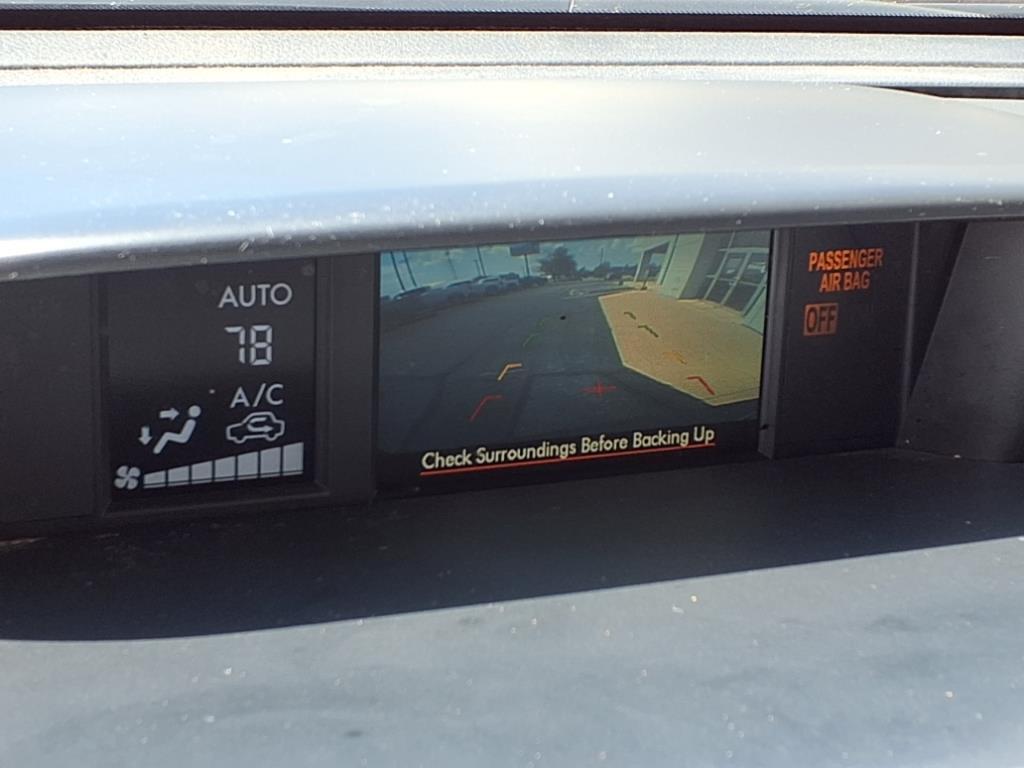 AUTO
78
A/C
Check Surroundings Before Backing Up
PASSENGER
AIR BAG
OFF